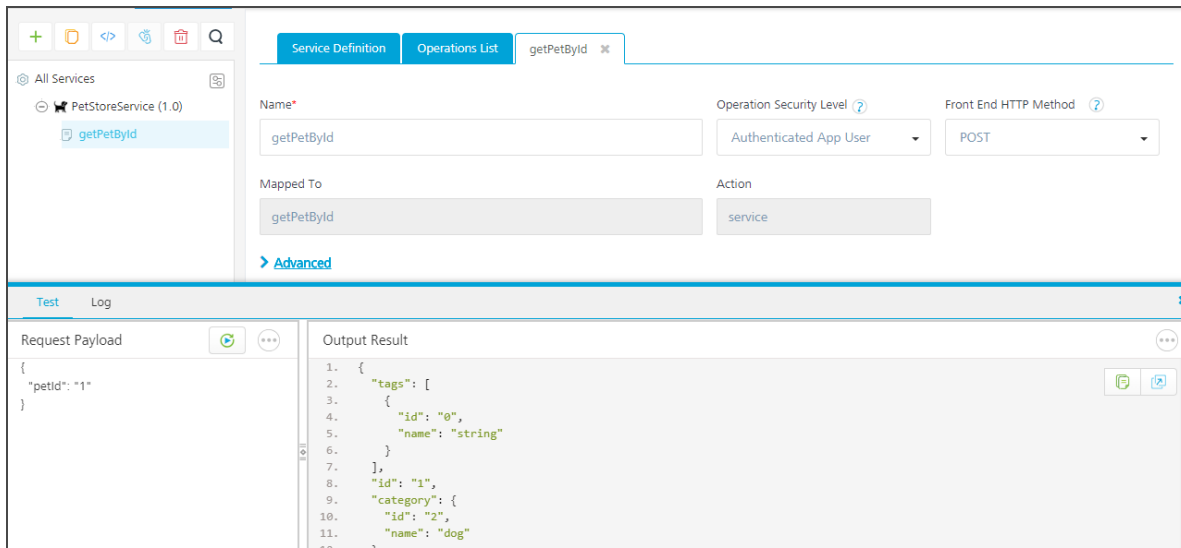 Service Definition
Operations List
getPetById
All Services
PetStoreService (1.0)
getPetById
Name*
Operation Security Level ?
Front End HTTP Method ?
getPetById
Authenticated App User
POST
Mapped To
Action
getPetById
service
Advanced
Test
Log
Request Payload
{
"petId": "1"
}
Output Result
1. {
2. "tags": [
3. {
4. "id": "0",
5. "name": "string"
6. }
7. ],
8. "id": "1",
9. "category": {
10. "id": "2",
11. "name": "dog"